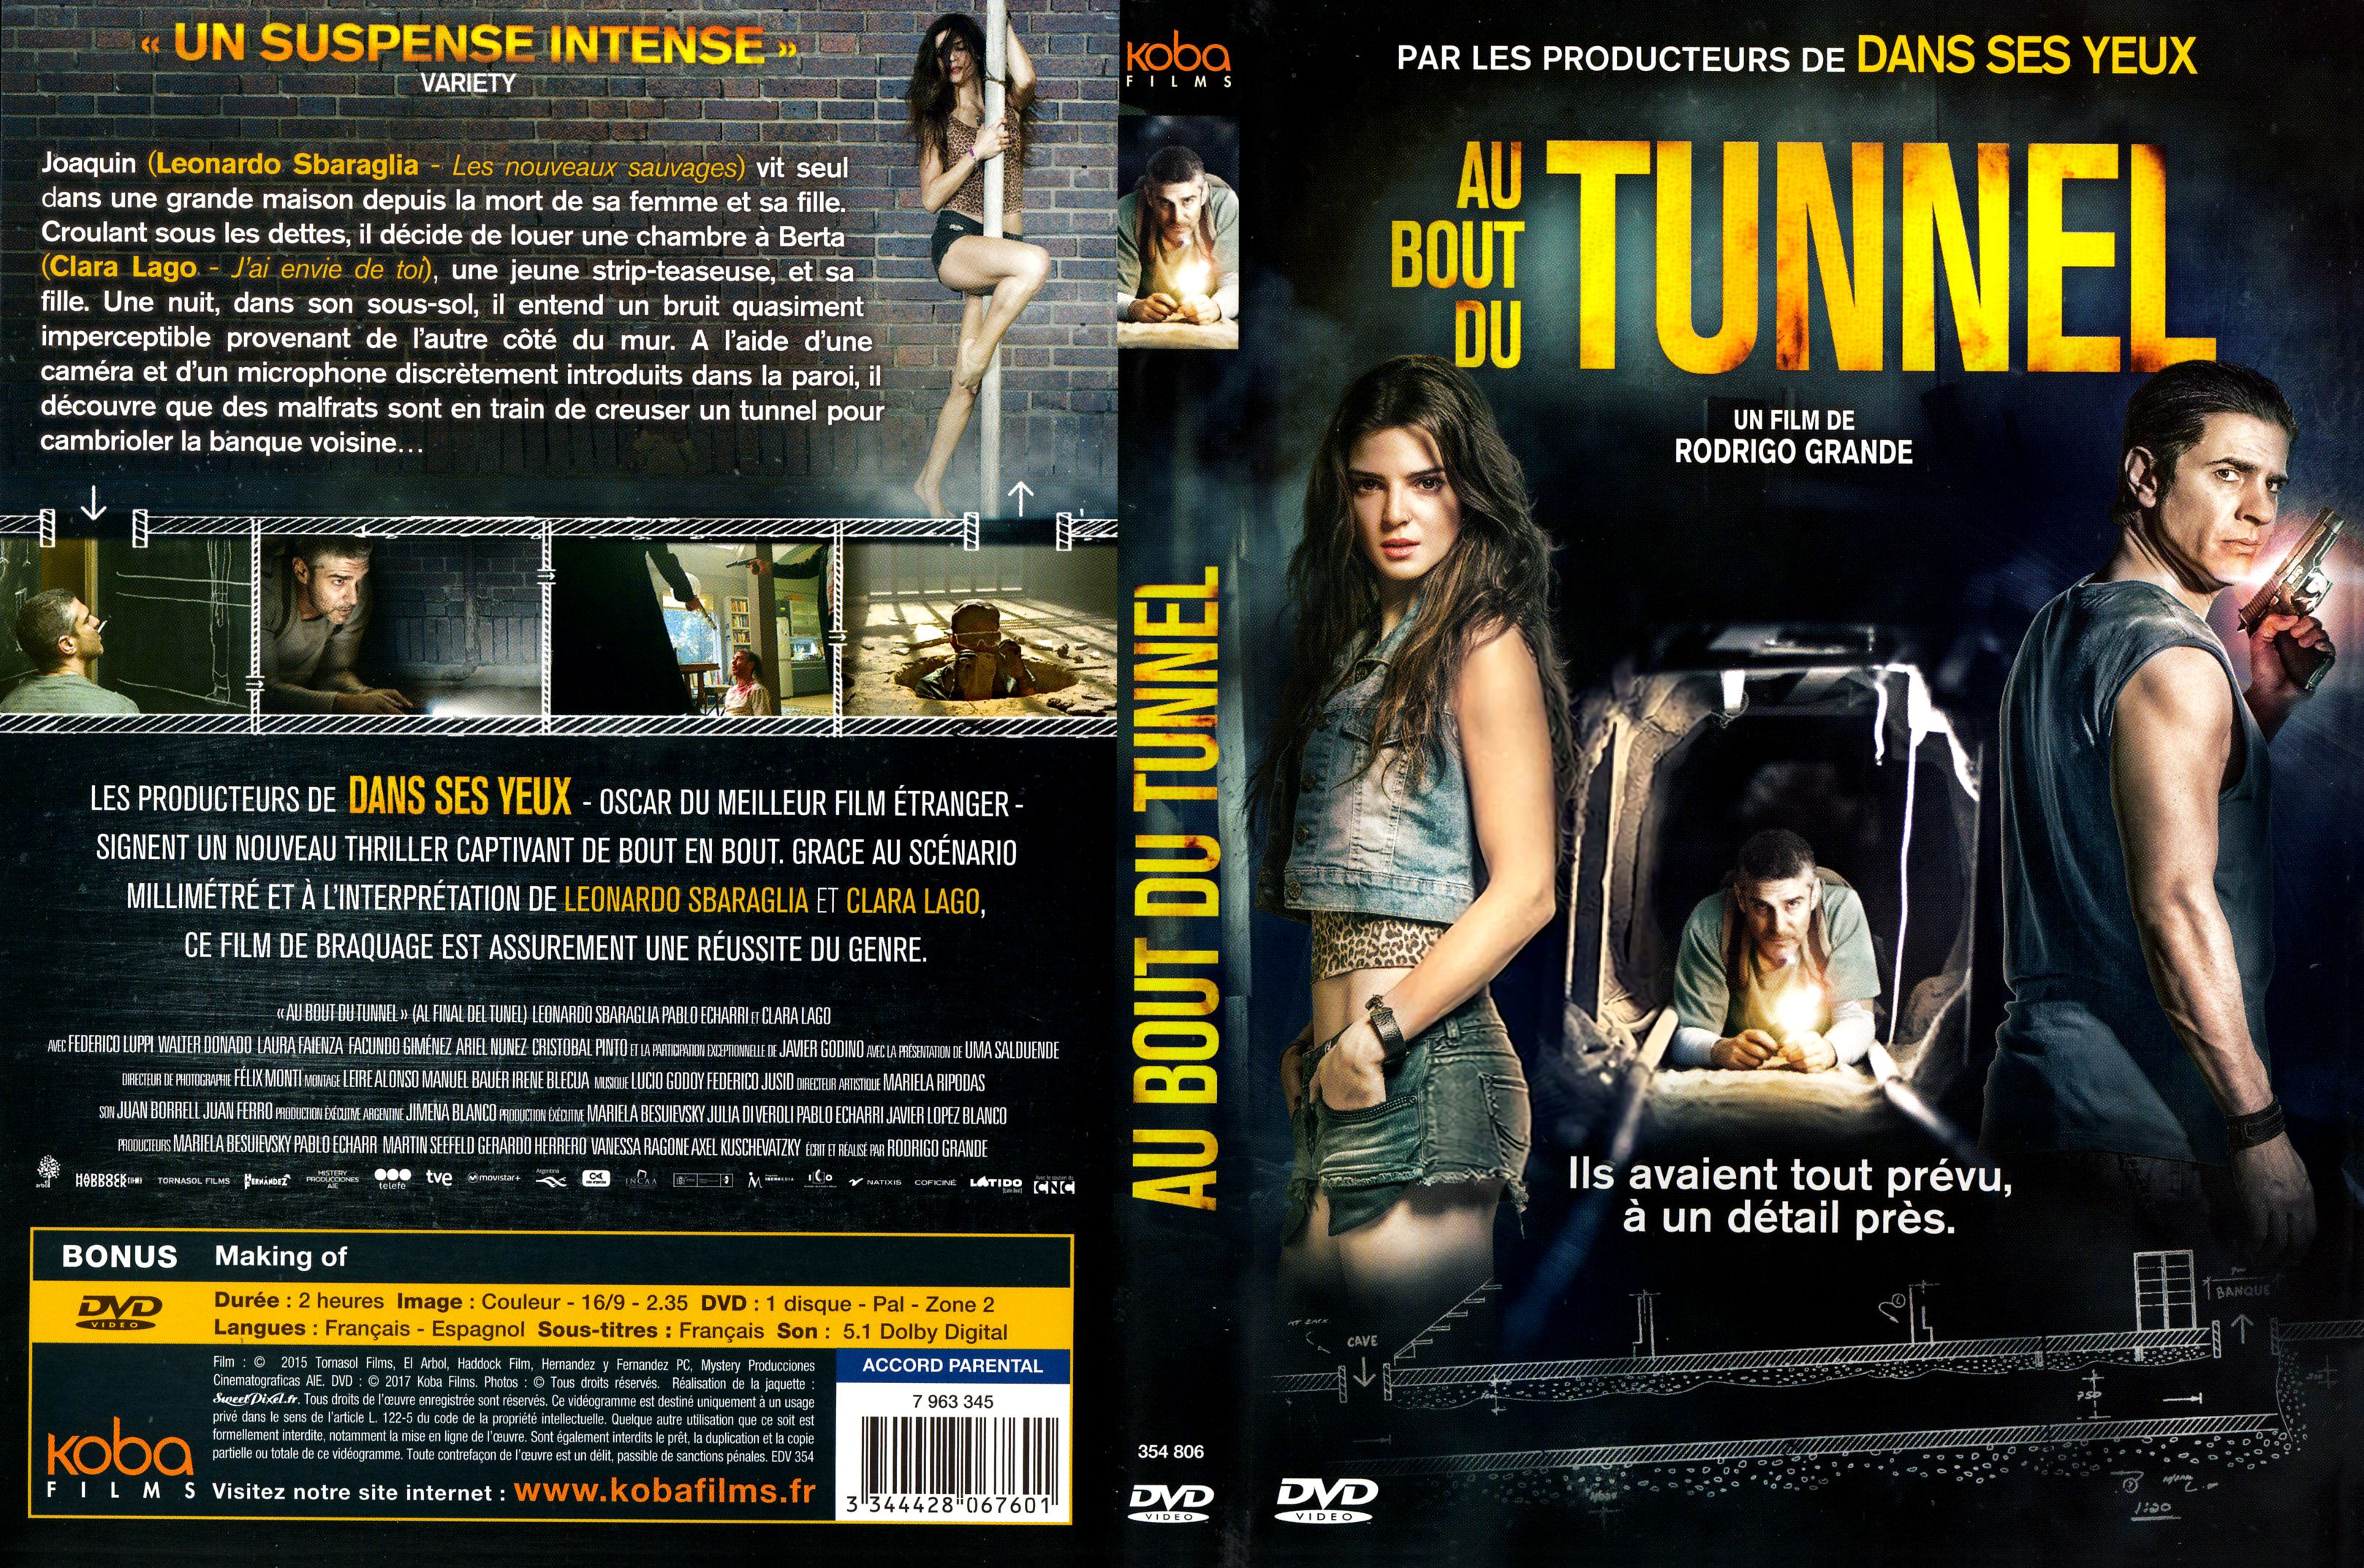 « UN SUSPENSE INTENSE »
VARIETY
Joaquin (Leonardo Sbaraglia - Les nouveaux sauvages) vit seul
dans une grande maison depuis la mort de sa femme et sa fille.
Croulant sous les dettes, il décide de louer une chambre à Berta
(Clara Lago - J'ai envie de toi), une jeune strip-teaseuse, et sa
fille. Une nuit, dans son sous-sol, il entend un bruit quasiment
imperceptible provenant de l'autre côté du mur. A l'aide d'une
caméra et d'un microphone discrètement introduits dans la paroi, il
découvre que des malfrats sont en train de creuser un tunnel pour
cambrioler la banque voisine...
LES PRODUCTEURS DE DANS SES YEUX - OSCAR DU MEILLEUR FILM ÉTRANGER -
SIGNENT UN NOUVEAU THRILLER CAPTIVANT DE BOUT EN BOUT. GRACE AU SCÉNARIO
MILLIMÉTRÉ ET À L'INTERPRÉTATION DE LEONARDO SBARAGLIA ET CLARA LAGO,
CE FILM DE BRAQUAGE EST ASSUREMENT UNE RÉUSSITE DU GENRE.
« AU BOUT DU TUNNEL » (AL FINAL DEL TUNEL) LEONARDO SBARAGLIA PABLO ECHARRI ET CLARA LAGO
AVEC FEDERICO LUPPI WALTER DONADO LAURA FAIENZA FACUNDO GIMÉNEZ ARIEL NUNEZ CRISTOBAL PINTO ET LA PARTICIPATION EXCEPTIONNELLE DE JAVIER GODINO AVEC LA PRÉSENTATION DE UMA SALDUENDE
DIRECTEUR DE PHOTOGRAPHIE FÉLIX MONTI MONTAGE LEIRE ALONSO MANUEL BAUER IRENE BLECUA MUSIQUE LUCIO GODOY FEDERICO JUSID DIRECTEUR ARTISTIQUE MARIELA RIPODAS
SON JUAN BORRELL JUAN FERRO PRODUCTION EXÉCUTIVE ARGENTINE JIMENA BLANCO PRODUCTION EXÉCUTIVE MARIELA BESUIEVSKY JULIA DI VEROLI PABLO ECHARRI JAVIER LOPEZ BLANCO
PRODUCTEURS MARIELA BESUIEVSKY PABLO ECHARR MARTIN SEEFELD GERARDO HERRERO VANESSA RAGONE AXEL KUSCHEVATZKY ÉCRIT ET RÉALISÉ PAR RODRIGO GRANDE
arbol HADDOCK FILMS TORNASOL FILMS HERNÁNDEZ MISTERY PRODUCCIONES AIE telefe tve movistar+ Argentina INCAA IBERMEDIA ICO NATIXIS COFICINÉ LATIDO CNC
BONUS Making of
DVD VIDEO
Durée : 2 heures Image : Couleur - 16/9 - 2.35 DVD : 1 disque - Pal - Zone 2
Langues : Français - Espagnol Sous-titres : Français Son : 5.1 Dolby Digital
Film : © 2015 Tornasol Films, El Arbol, Haddock Film, Hernandez y Fernandez PC, Mystery Producciones
Cinematograficas AIE. DVD : © 2017 Koba Films. Photos : © Tous droits réservés. Réalisation de la jaquette :
SweetPixel.fr. Tous droits de l'œuvre enregistrée sont réservés. Ce vidéogramme est destiné uniquement à un usage
privé dans le sens de l'article L. 122-5 du code de la propriété intellectuelle. Quelque autre utilisation que ce soit est
formellement interdite, notamment la mise en ligne de l'œuvre. Sont également interdits le prêt, la duplication et la copie
partielle ou totale de ce vidéogramme. Toute contrefaçon de l'œuvre est un délit, passible de sanctions pénales. EDV 354
koba
FILMS
Visitez notre site internet : www.kobafilms.fr
ACCORD PARENTAL
7 963 345
3 344428 067601
koba
FILMS
AU BOUT DU TUNNEL
354 806
DVD
VIDEO
PAR LES PRODUCTEURS DE DANS SES YEUX
AU
BOUT
DU
TUNNEL
UN FILM DE
RODRIGO GRANDE
Ils avaient tout prévu,
à un détail près.
CAVE
BANQUE
750
1:20
DVD
VIDEO